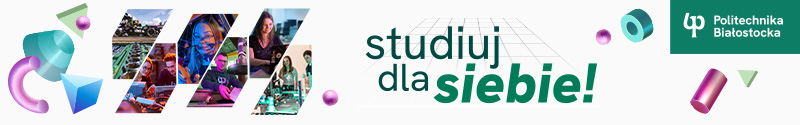 studiuj
dla siebie!
Politechnika
Białostocka